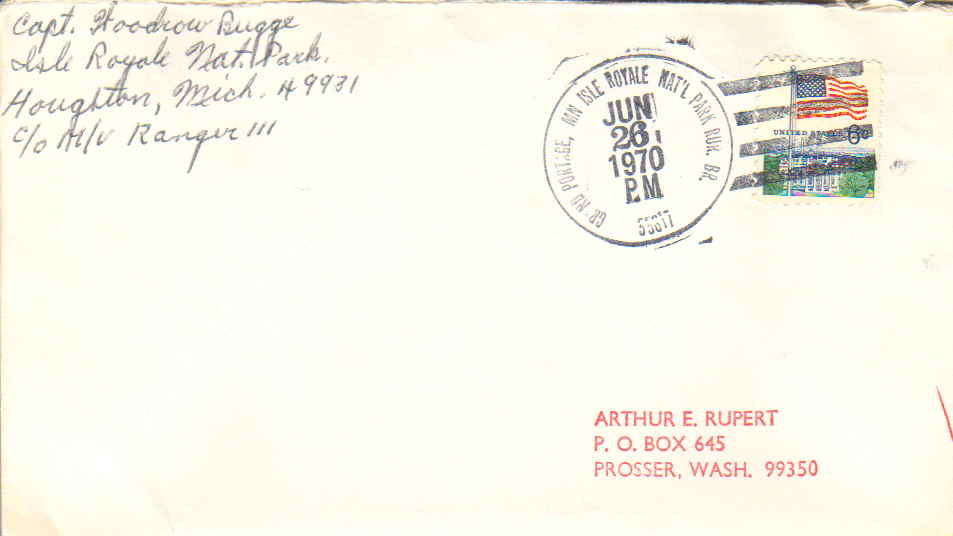 Capt. Woodrow Bugge
Isle Royale Nat. Park.
Houghton, Mich. 49931
c/o M/V Ranger III
GRAND PORTAGE, MN ISLE ROYALE NAT'L PARK RUR. BR.
JUN
26
1970
PM
55617
UNITED STATES 6c
ARTHUR E. RUPERT
P. O. BOX 645
PROSSER, WASH. 99350